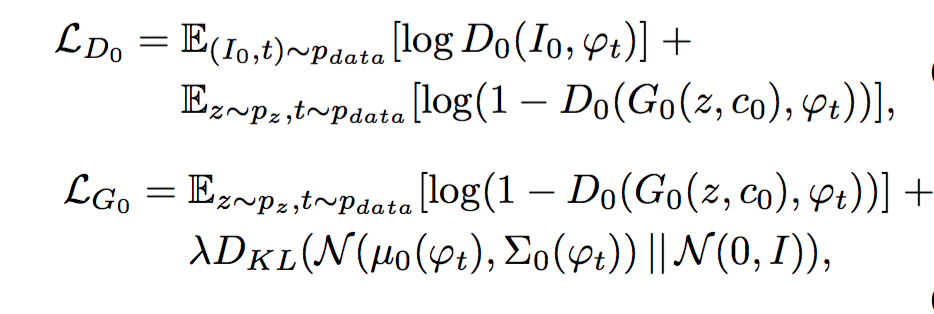 ℒ_{D_0} = 𝔼_{(I_0,t)∼p_{data}}[log D_0(I_0, φ_t)] +
𝔼_{z∼p_z,t∼p_{data}}[log(1 − D_0(G_0(z, c_0), φ_t))],
ℒ_{G_0} = 𝔼_{z∼p_z,t∼p_{data}}[log(1 − D_0(G_0(z, c_0), φ_t))] +
λD_{KL}(𝒩(μ_0(φ_t), Σ_0(φ_t)) || 𝒩(0, I)),